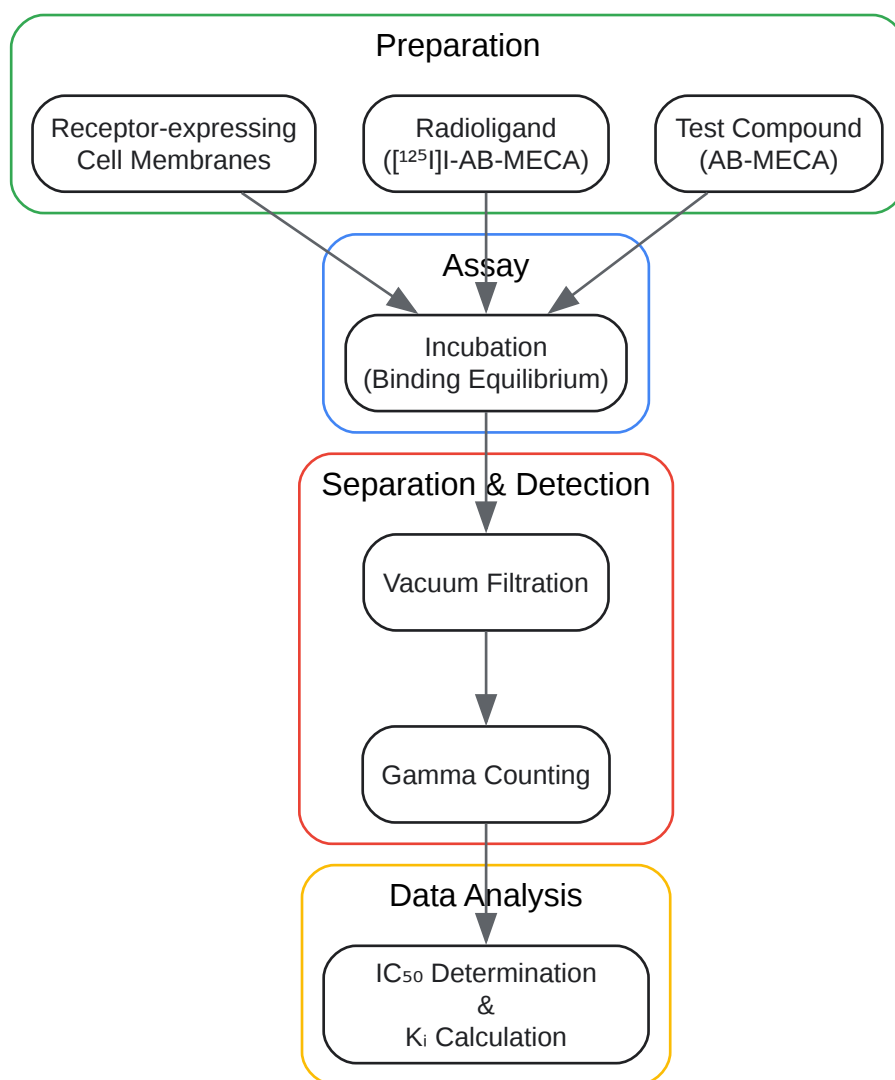 Preparation
Receptor-expressing
Cell Membranes
Radioligand
([¹²⁵I]I-AB-MECA)
Test Compound
(AB-MECA)
Assay
Incubation
(Binding Equilibrium)
Separation & Detection
Vacuum Filtration
Gamma Counting
Data Analysis
IC₅₀ Determination
&
Kᵢ Calculation